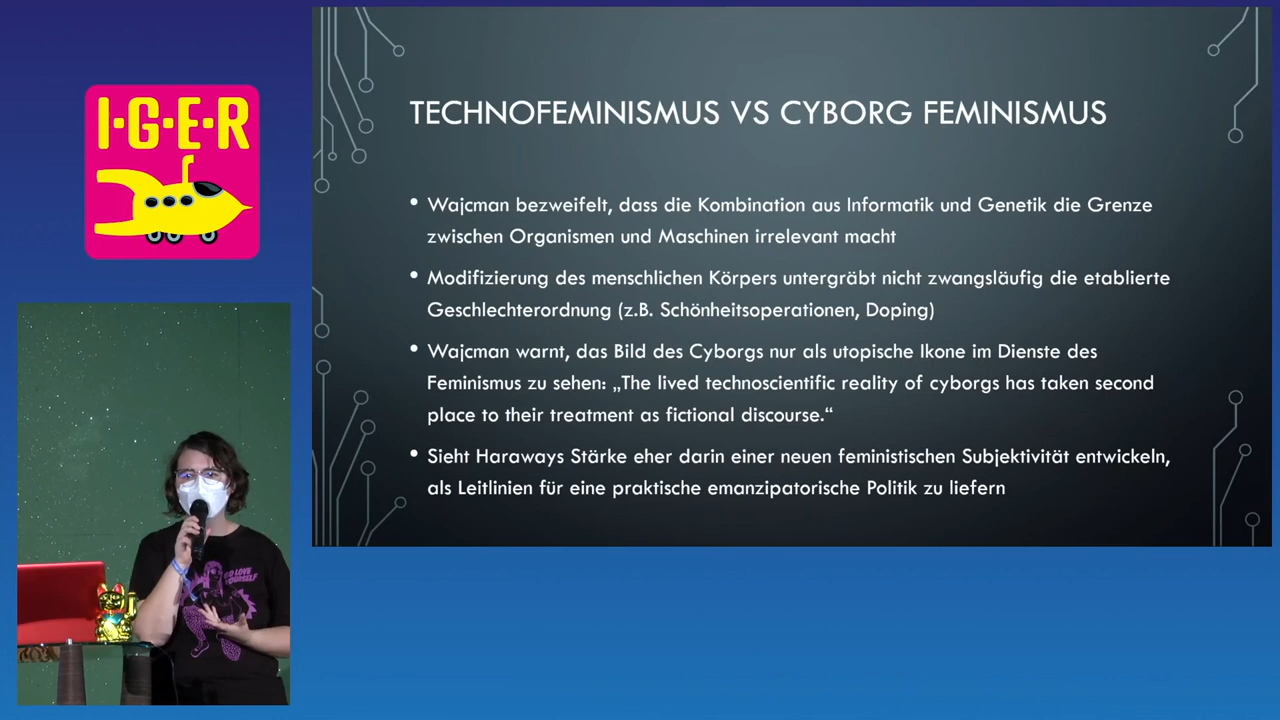 I·G·E·R
TECHNOFEMINISMUS VS CYBORG FEMINISMUS
• Wajcman bezweifelt, dass die Kombination aus Informatik und Genetik die Grenze
zwischen Organismen und Maschinen irrelevant macht
• Modifizierung des menschlichen Körpers untergräbt nicht zwangsläufig die etablierte
Geschlechterordnung (z.B. Schönheitsoperationen, Doping)
• Wajcman warnt, das Bild des Cyborgs nur als utopische Ikone im Dienste des
Feminismus zu sehen: „The lived technoscientific reality of cyborgs has taken second
place to their treatment as fictional discourse.“
• Sieht Haraways Stärke eher darin einer neuen feministischen Subjektivität entwickeln,
als Leitlinien für eine praktische emanzipatorische Politik zu liefern
LOVE
YOURSELF